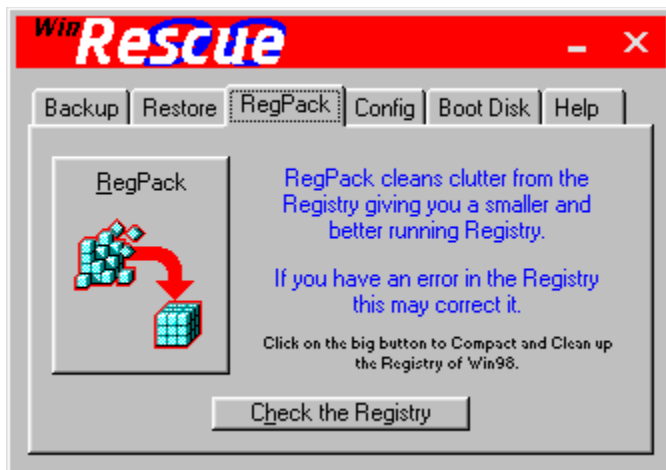 WinRescue
Backup Restore RegPack Config Boot Disk Help
RegPack
RegPack cleans clutter from the
Registry giving you a smaller and
better running Registry.
If you have an error in the Registry
this may correct it.
Click on the big button to Compact and Clean up
the Registry of Win98.
Check the Registry